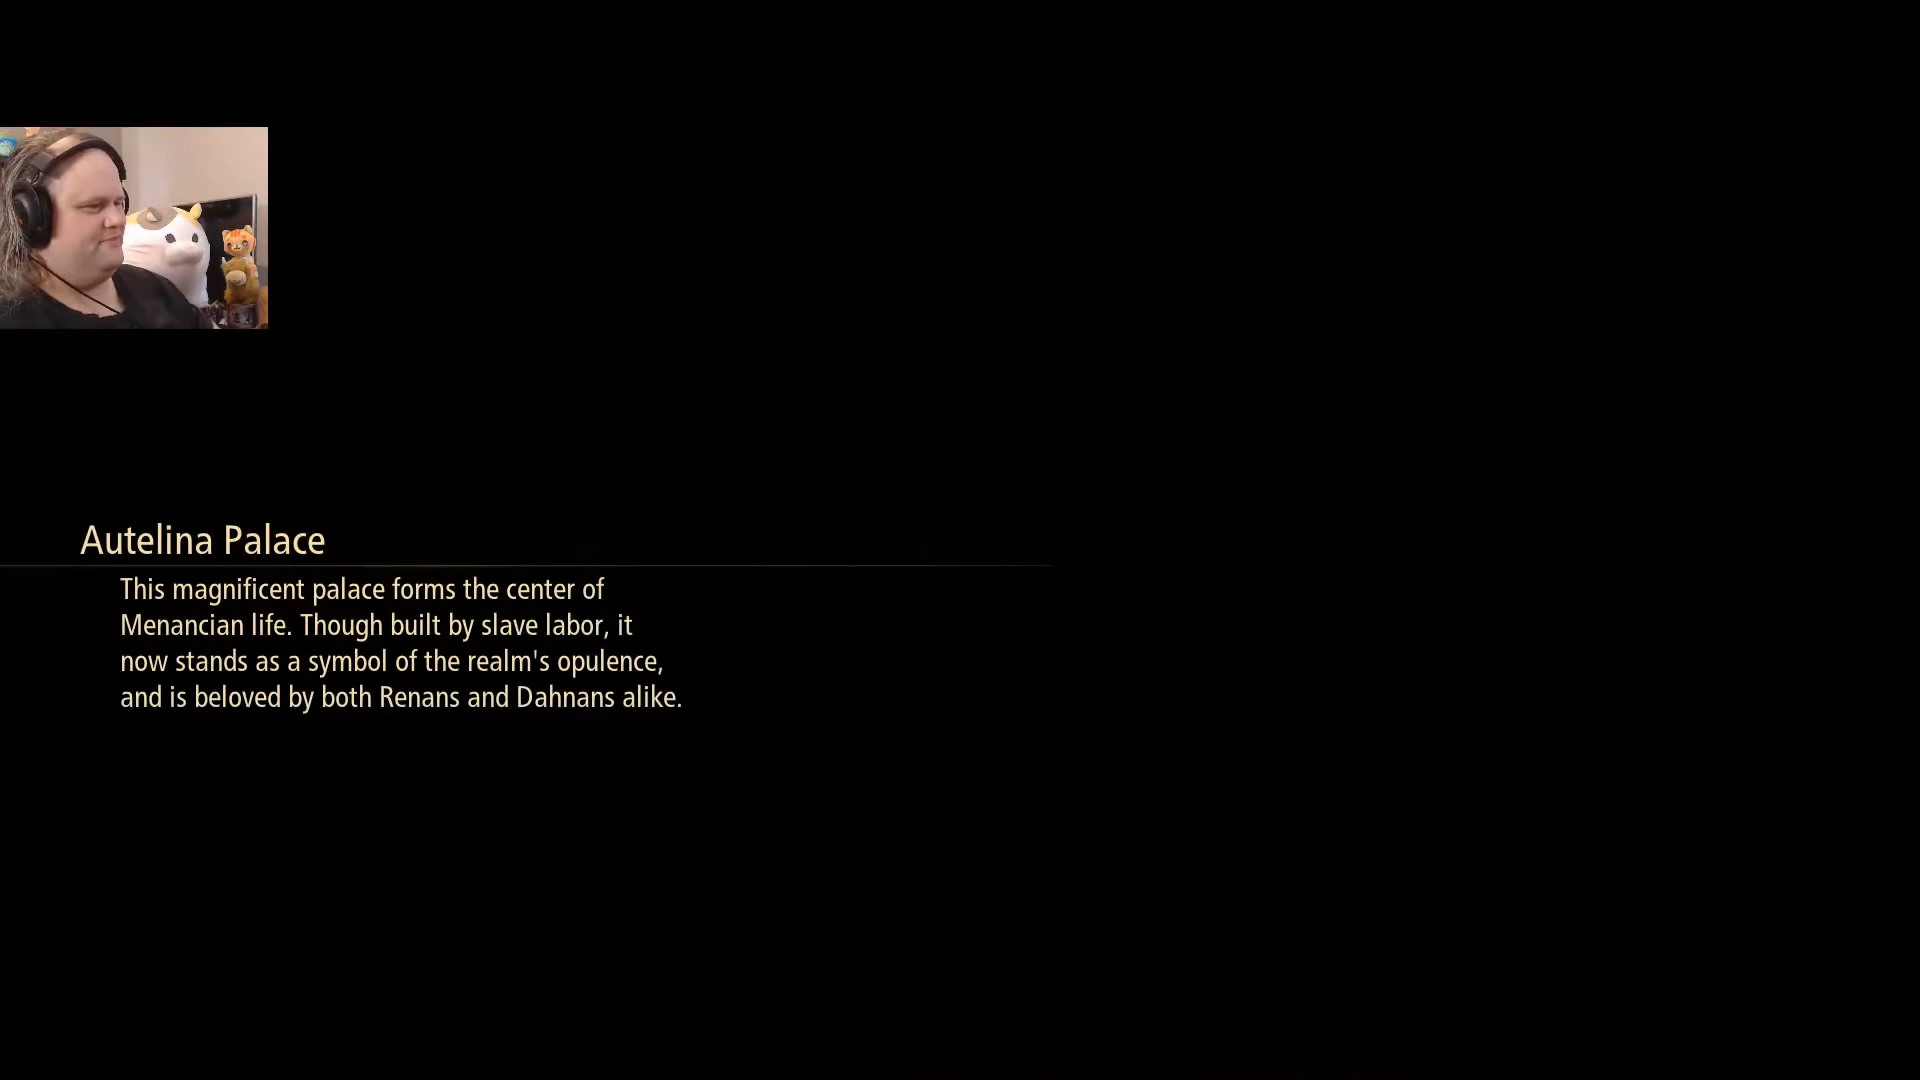 Autelina Palace
This magnificent palace forms the center of
Menancian life. Though built by slave labor, it
now stands as a symbol of the realm's opulence,
and is beloved by both Renans and Dahnans alike.